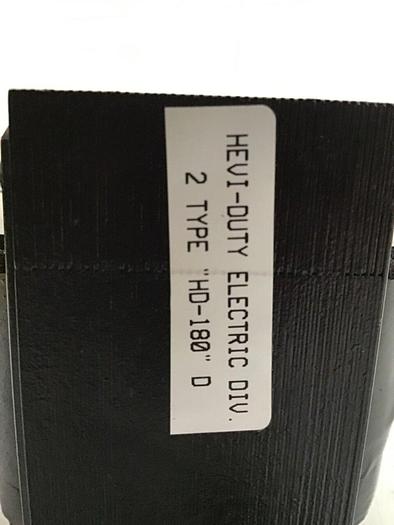 HEVI-DUTY ELECTRIC DIV.
2 TYPE "HD-180" D